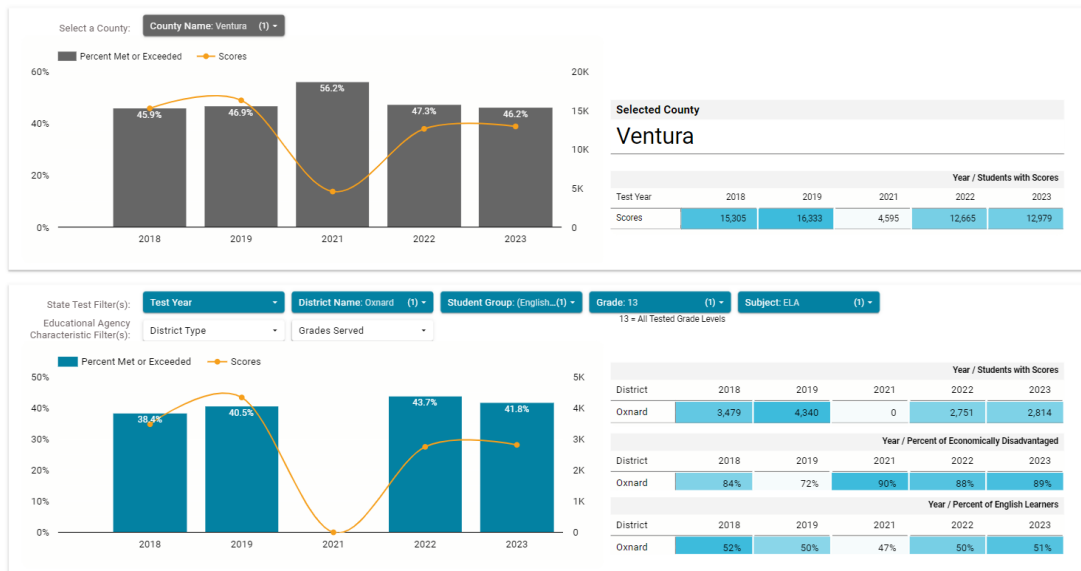 Select a County: County Name: Ventura (1)
Percent Met or Exceeded Scores
60% 20K
56.2%
45.9% 46.9% 47.3% 46.2%
15K
40%
10K
20%
5K
0% 0
2018 2019 2021 2022 2023
Selected County
Ventura
Year / Students with Scores
Test Year 2018 2019 2021 2022 2023
Scores 15,305 16,333 4,595 12,665 12,979
State Test Filter(s): Test Year District Name: Oxnard (1) Student Group: (English... (1) Grade: 13 (1) Subject: ELA (1)
13 = All Tested Grade Levels
Educational Agency
Characteristic Filter(s): District Type Grades Served
Percent Met or Exceeded Scores
50% 5K
43.7%
38.4% 40.5% 41.8%
40% 4K
30% 3K
20% 2K
10% 1K
0% 0
2018 2019 2021 2022 2023
Year / Students with Scores
District 2018 2019 2021 2022 2023
Oxnard 3,479 4,340 0 2,751 2,814
Year / Percent of Economically Disadvantaged
District 2018 2019 2021 2022 2023
Oxnard 84% 72% 90% 88% 89%
Year / Percent of English Learners
District 2018 2019 2021 2022 2023
Oxnard 52% 50% 47% 50% 51%